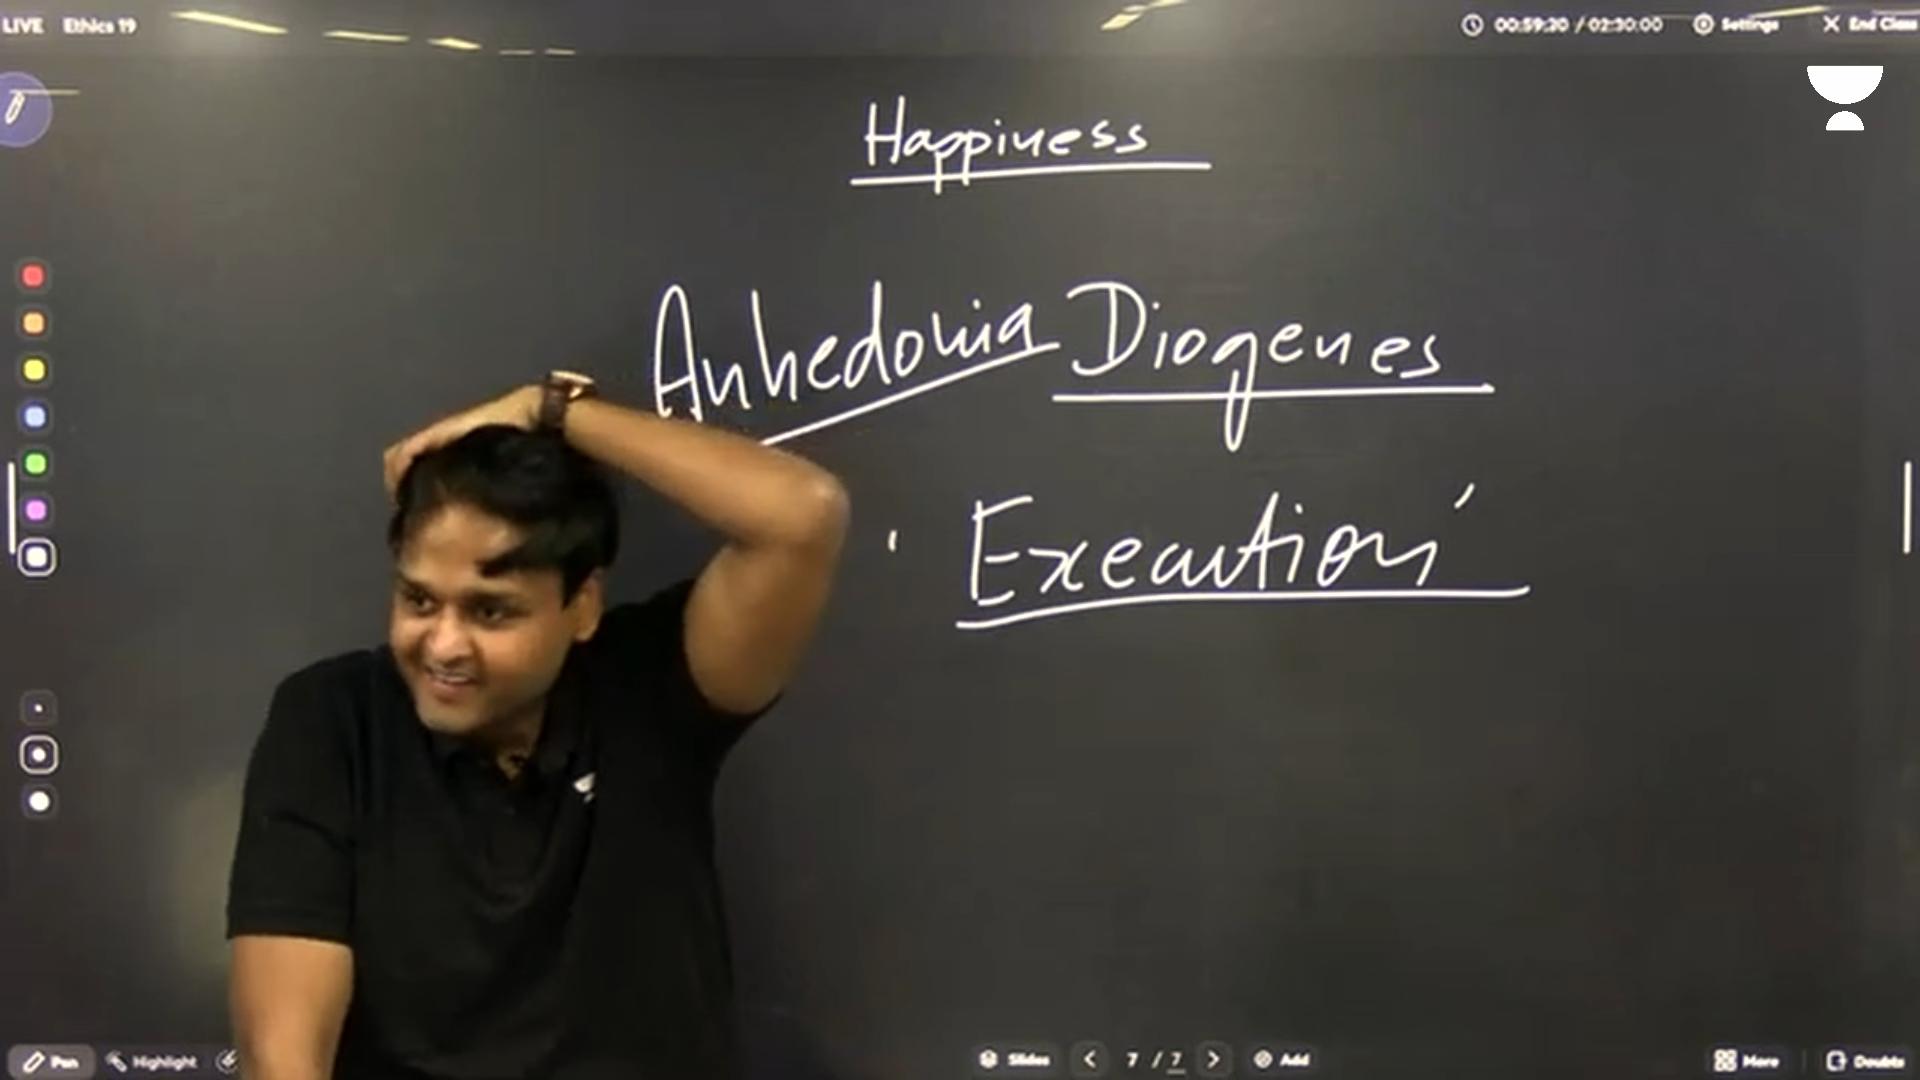 LIVE Ethics 19 00:59:20 / 02:30:00 Settings End Class
Happiness
Anhedonia Diogenes
' Execution '
Pen Highlight Slides 7 / 7 Add More Doubts